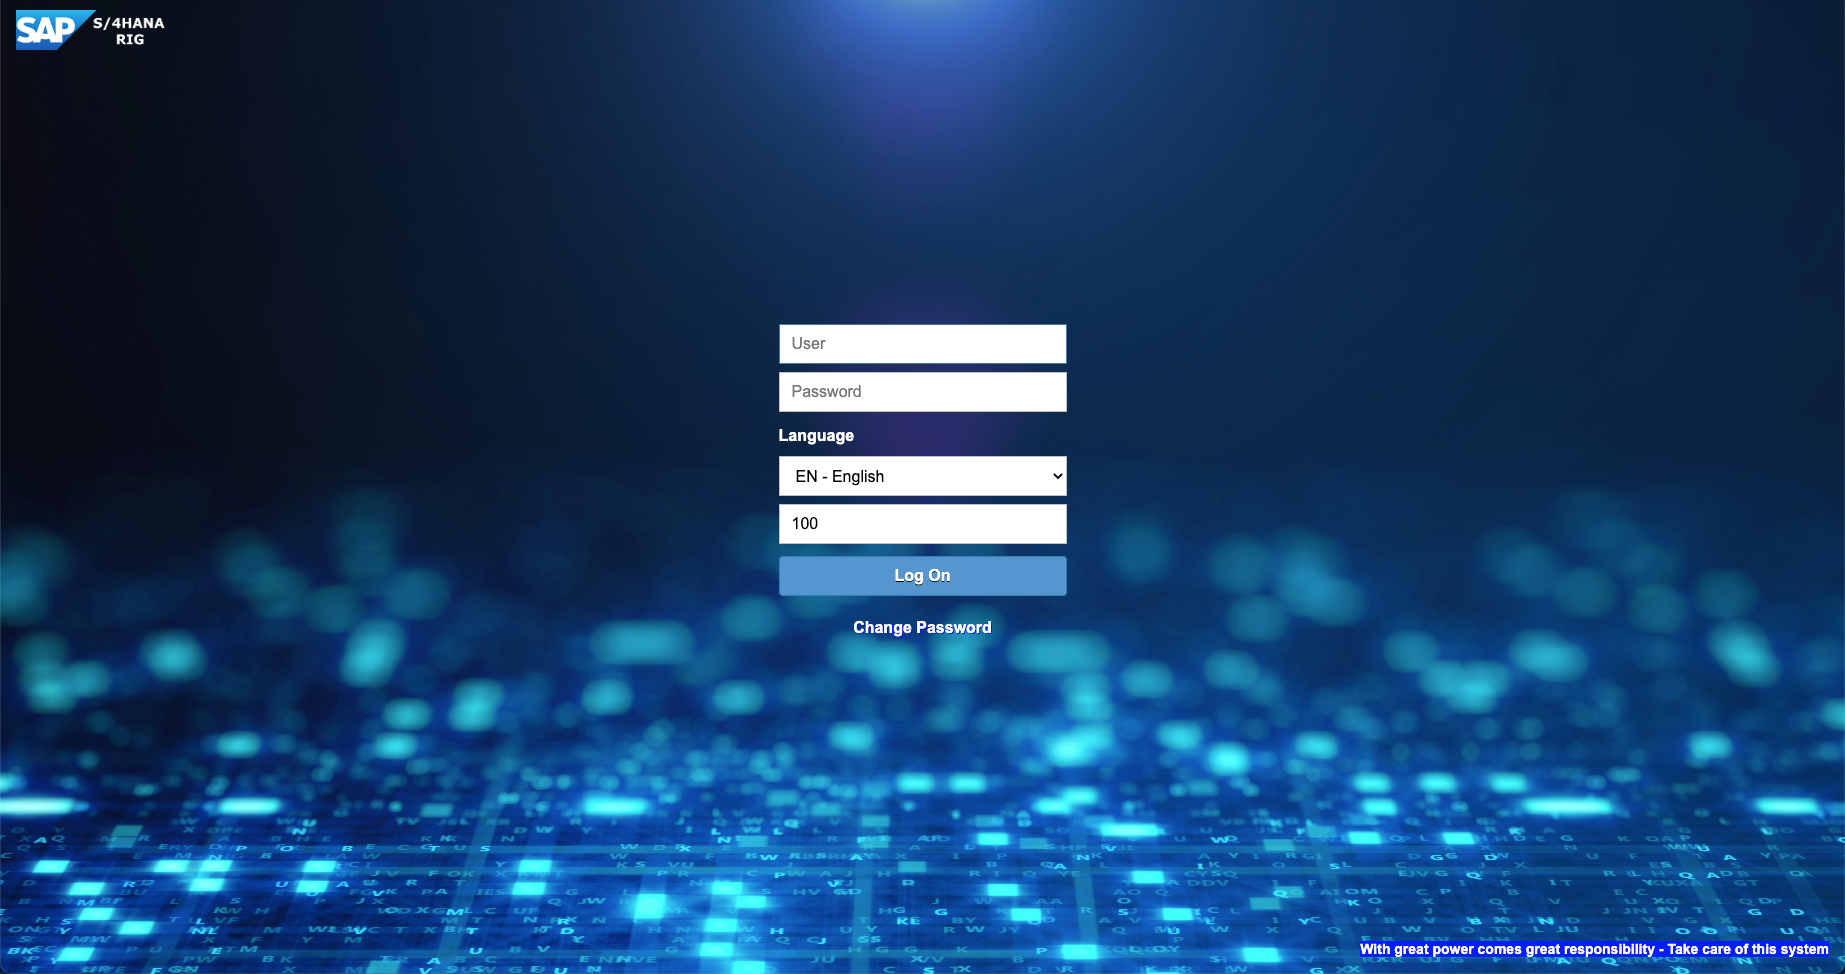 SAP S/4HANA
RIG
User
Password
Language
EN - English
100
Log On
Change Password
With great power comes great responsibility - Take care of this system